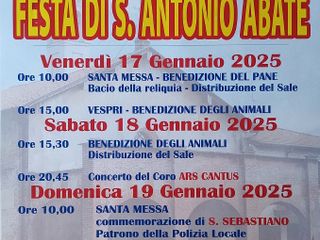 FESTA DI S. ANTONIO ABATE
Venerdì 17 Gennaio 2025
Ore 10,00 SANTA MESSA - BENEDIZIONE DEL PANE
Bacio della reliquia - Distribuzione del Sale
Ore 15,00 VESPRI - BENEDIZIONE DEGLI ANIMALI
Sabato 18 Gennaio 2025
Ore 15,30 BENEDIZIONE DEGLI ANIMALI
Distribuzione del Sale
Ore 20,45 Concerto del Coro ARS CANTUS
Domenica 19 Gennaio 2025
Ore 10,00 SANTA MESSA
commemorazione di S. SEBASTIANO
Patrono della Polizia Locale